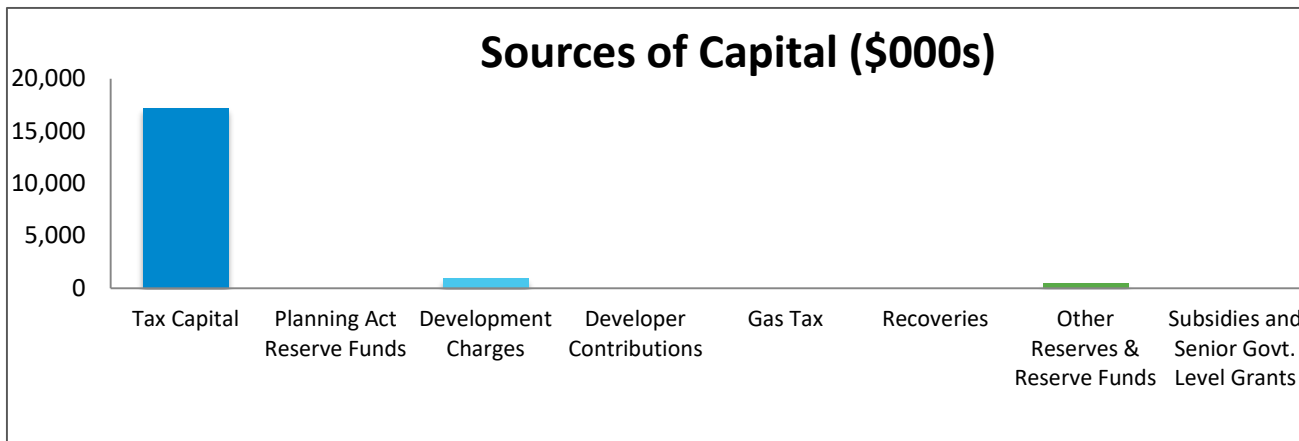 Sources of Capital ($000s)
20,000
15,000
10,000
5,000
0
Tax Capital
Planning Act
Reserve Funds
Development
Charges
Developer
Contributions
Gas Tax
Recoveries
Other
Reserves &
Reserve Funds
Subsidies and
Senior Govt.
Level Grants